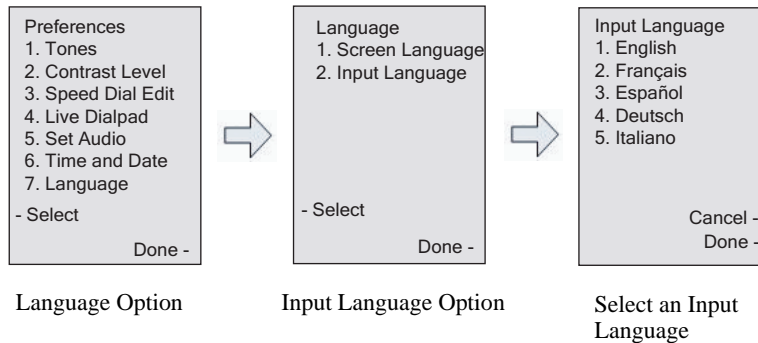 Preferences
1. Tones
2. Contrast Level
3. Speed Dial Edit
4. Live Dialpad
5. Set Audio
6. Time and Date
7. Language
- Select
Done -
Language Option
Language
1. Screen Language
2. Input Language
- Select
Done -
Input Language Option
Input Language
1. English
2. Français
3. Español
4. Deutsch
5. Italiano
Cancel -
Done -
Select an Input
Language